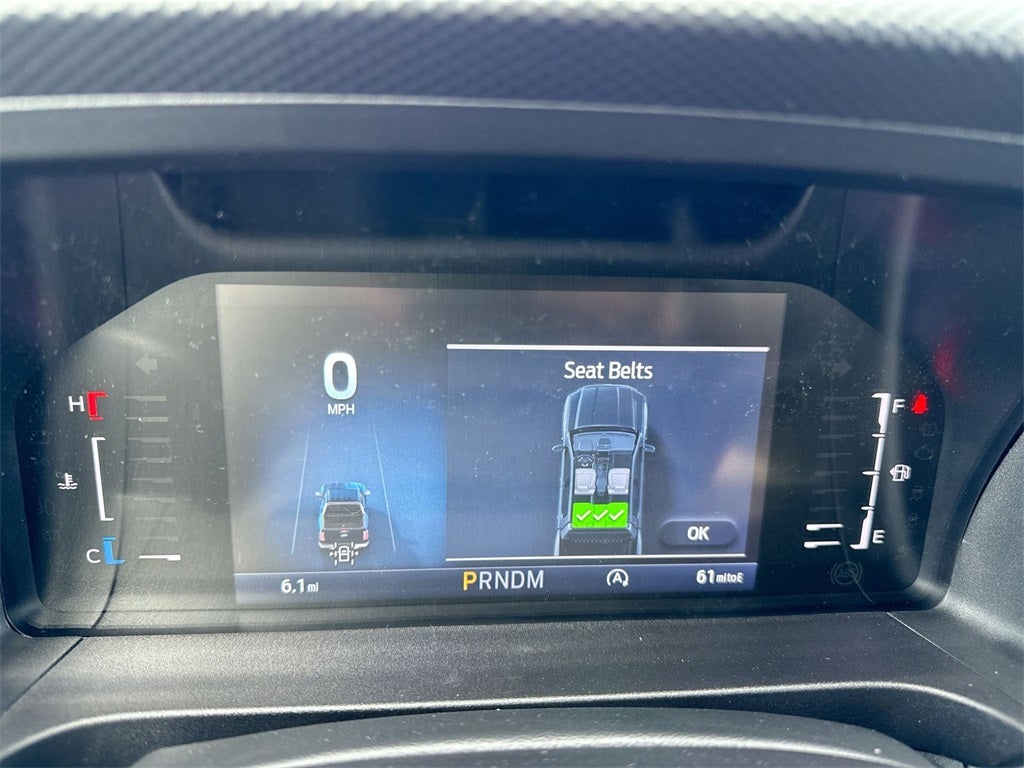 0
MPH
Seat Belts
H
F
C
E
OK
6.1 mi
PRNDM
A
61 mi to E